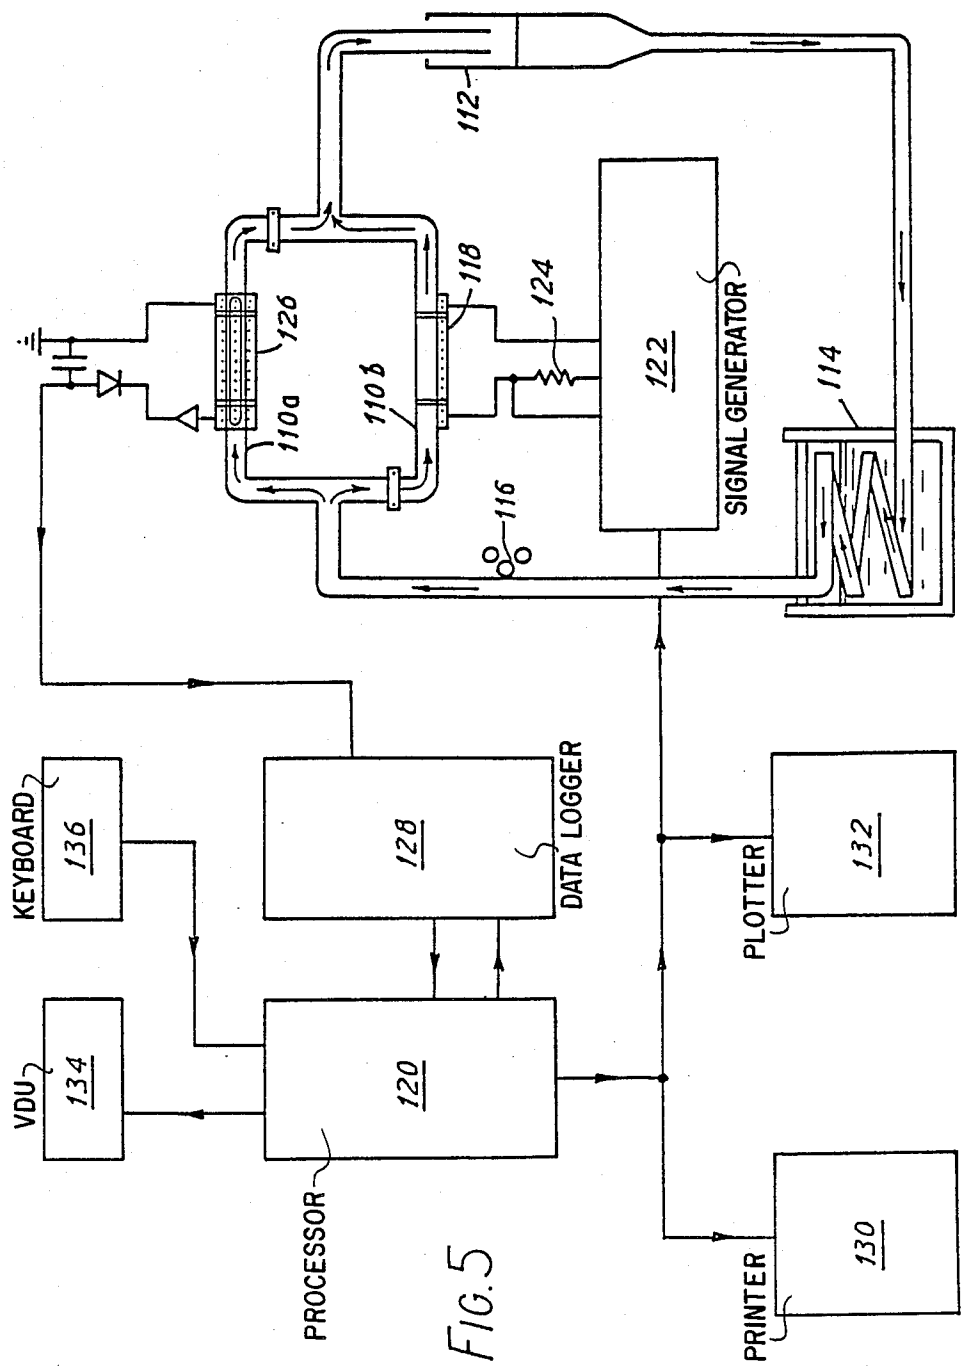 VDU
KEYBOARD
134
136
110a
126
PROCESSOR
120
128
110b
118
112
FIG. 5
116
124
DATA LOGGER
122
SIGNAL GENERATOR
PRINTER
PLOTTER
114
130
132